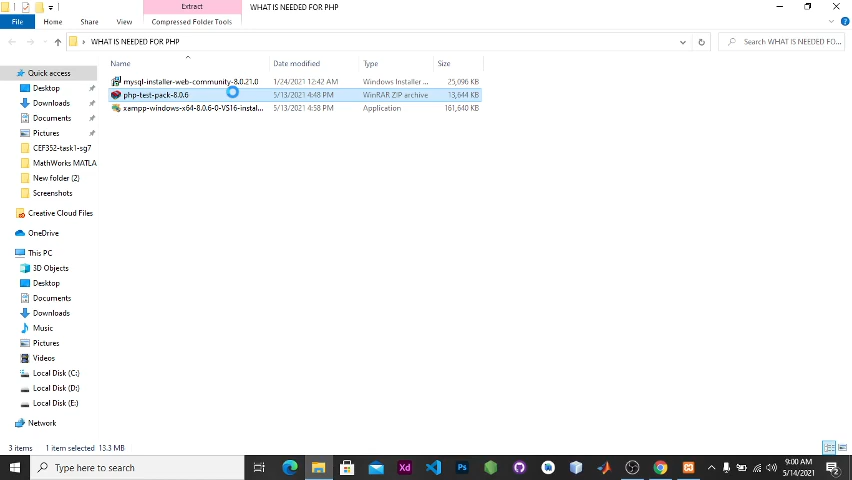 Extract
WHAT IS NEEDED FOR PHP
File
Home
Share
View
Compressed Folder Tools
WHAT IS NEEDED FOR PHP
Search WHAT IS NEEDED FO...
Name
Date modified
Type
Size
Quick access
Desktop
Downloads
Documents
Pictures
CEF352-task1-sg7
MathWorks MATLA
New folder (2)
Screenshots
Creative Cloud Files
OneDrive
This PC
3D Objects
Desktop
Documents
Downloads
Music
Pictures
Videos
Local Disk (C:)
Local Disk (D:)
Local Disk (E:)
Network
mysql-installer-web-community-8.0.21.0
1/24/2021 12:42 AM
Windows Installer ...
25,096 KB
php-test-pack-8.0.6
5/13/2021 4:48 PM
WinRAR ZIP archive
13,644 KB
xampp-windows-x64-8.0.6-0-VS16-instal...
5/13/2021 4:58 PM
Application
161,640 KB
3 items
1 item selected 13.3 MB
Type here to search
Xd
Ps
9:00 AM
5/14/2021
2